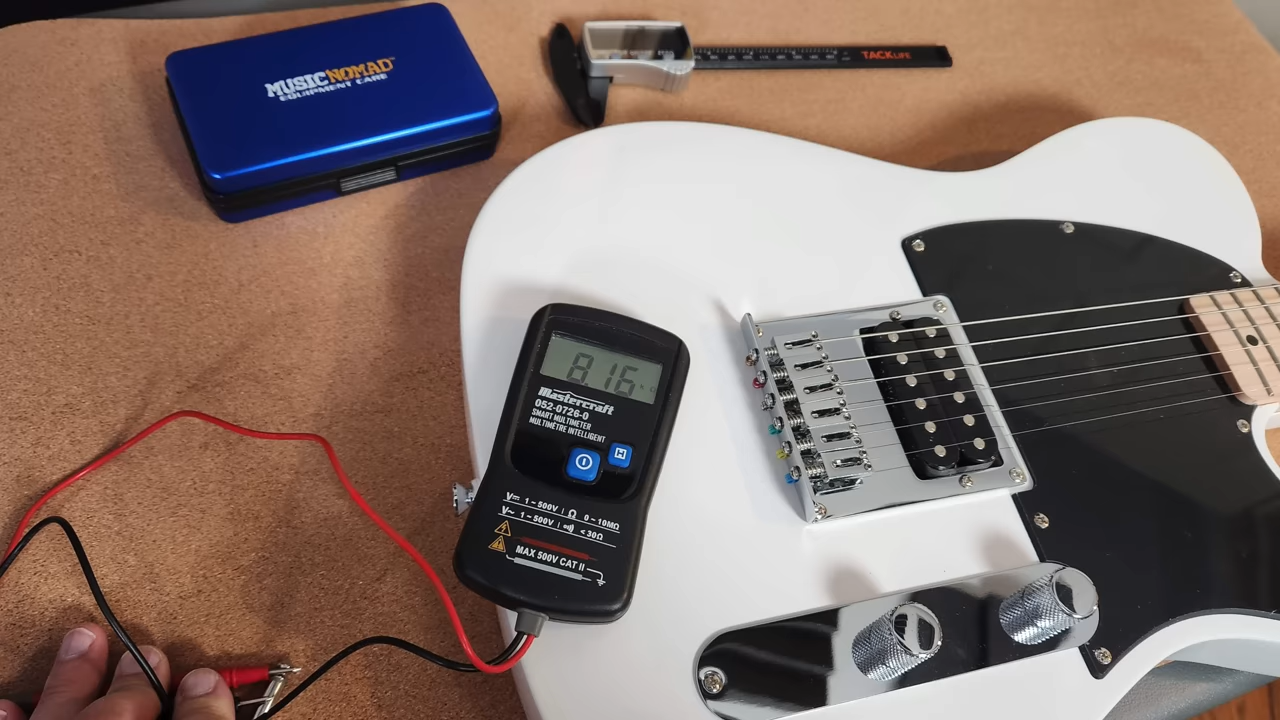 MUSICNOMAD
EQUIPMENT CARE
TACKLIFE
8.16
Mastercraft
052-0726-0
SMART MULTIMETER
MULTIMÈTRE INTELLIGENT
H
V 1~500V | Ω 0~10MΩ
V~ 1~500V | <30Ω
MAX 500V CAT II